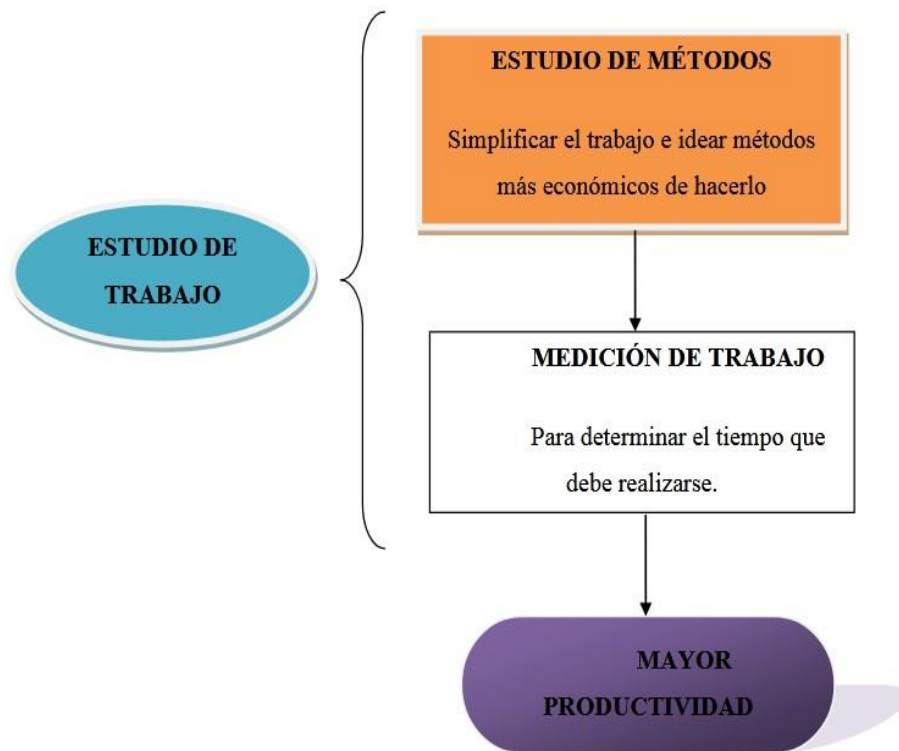 ESTUDIO DE
TRABAJO
ESTUDIO DE MÉTODOS
Simplificar el trabajo e idear métodos
más económicos de hacerlo
MEDICIÓN DE TRABAJO
Para determinar el tiempo que
debe realizarse.
MAYOR
PRODUCTIVIDAD